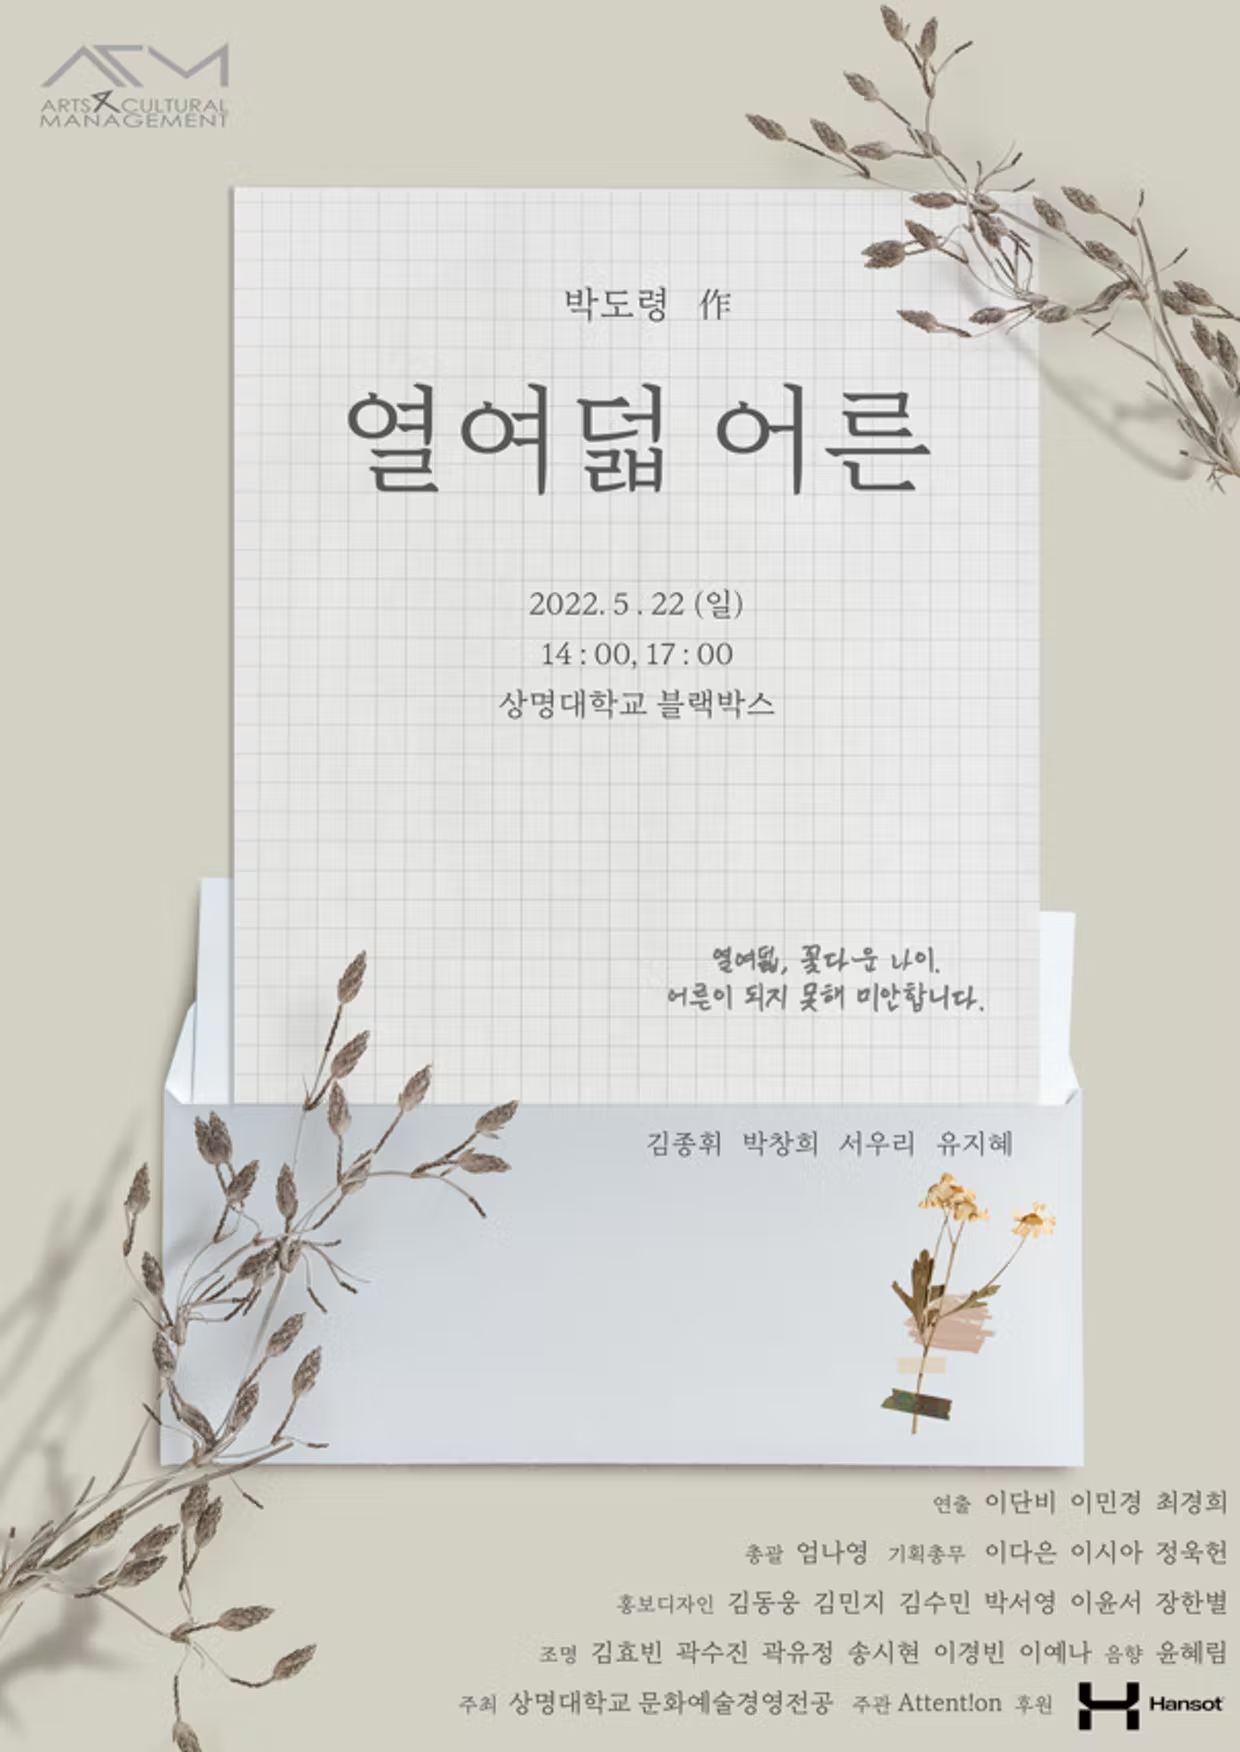 ARTS & CULTURAL
MANAGEMENT
박도령 作
열여덟 어른
2022. 5 . 22 (일)
14 : 00, 17 : 00
상명대학교 블랙박스
열여덟, 꽃다운 나이.
어른이 되지 못해 미안합니다.
김종휘 박창희 서우리 유지혜
연출 이단비 이민경 최경희
총괄 엄나영 기획총무 이다은 이시아 정욱헌
홍보디자인 김동웅 김민지 김수민 박서영 이윤서 장한별
조명 김효빈 곽수진 곽유정 송시현 이경빈 이예나 음향 윤혜림
주최 상명대학교 문화예술경영전공 주관 Attent!on 후원 Hansot